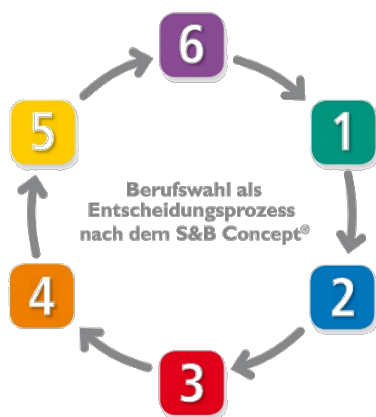 6
1
5
Berufswahl als
Entscheidungsprozess
nach dem S&B Concept®
2
4
3